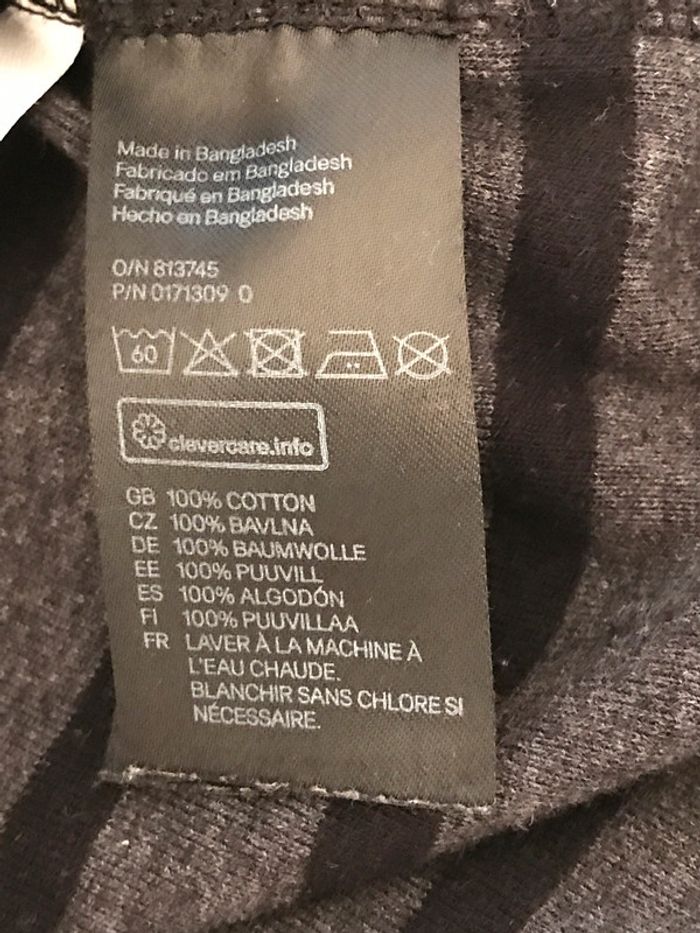 Made in Bangladesh
Fabricado em Bangladesh
Fabriqué en Bangladesh
Hecho en Bangladesh
O/N 813745
P/N 0171309 0
60
clevercare.info
GB 100% COTTON
CZ 100% BAVLNA
DE 100% BAUMWOLLE
EE 100% PUUVILL
ES 100% ALGODÓN
FI 100% PUUVILLAA
FR LAVER À LA MACHINE À
L'EAU CHAUDE.
BLANCHIR SANS CHLORE SI
NÉCESSAIRE.